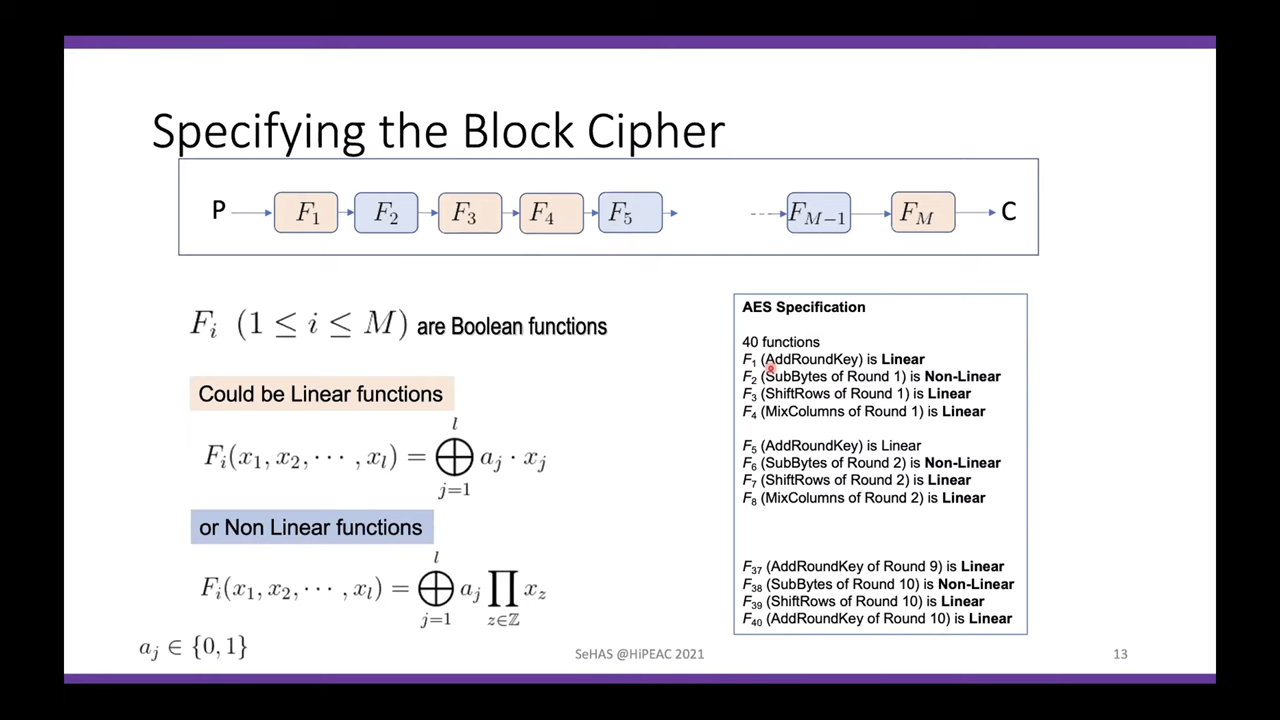 Specifying the Block Cipher
P F₁ F₂ F₃ F₄ F₅ F_{M−1} F_M C
F_i (1 ≤ i ≤ M) are Boolean functions
Could be Linear functions
F_i(x₁, x₂, ⋯ , x_l) = ⊕_{j=1}^{l} a_j · x_j
or Non Linear functions
F_i(x₁, x₂, ⋯ , x_l) = ⊕_{j=1}^{l} a_j ∏_{z∈ℤ} x_z
a_j ∈ {0, 1}
AES Specification
40 functions
F₁ (AddRoundKey) is Linear
F₂ (SubBytes of Round 1) is Non-Linear
F₃ (ShiftRows of Round 1) is Linear
F₄ (MixColumns of Round 1) is Linear
F₅ (AddRoundKey) is Linear
F₆ (SubBytes of Round 2) is Non-Linear
F₇ (ShiftRows of Round 2) is Linear
F₈ (MixColumns of Round 2) is Linear
F₃₇ (AddRoundKey of Round 9) is Linear
F₃₈ (SubBytes of Round 10) is Non-Linear
F₃₉ (ShiftRows of Round 10) is Linear
F₄₀ (AddRoundKey of Round 10) is Linear
SeHAS @HiPEAC 2021
13